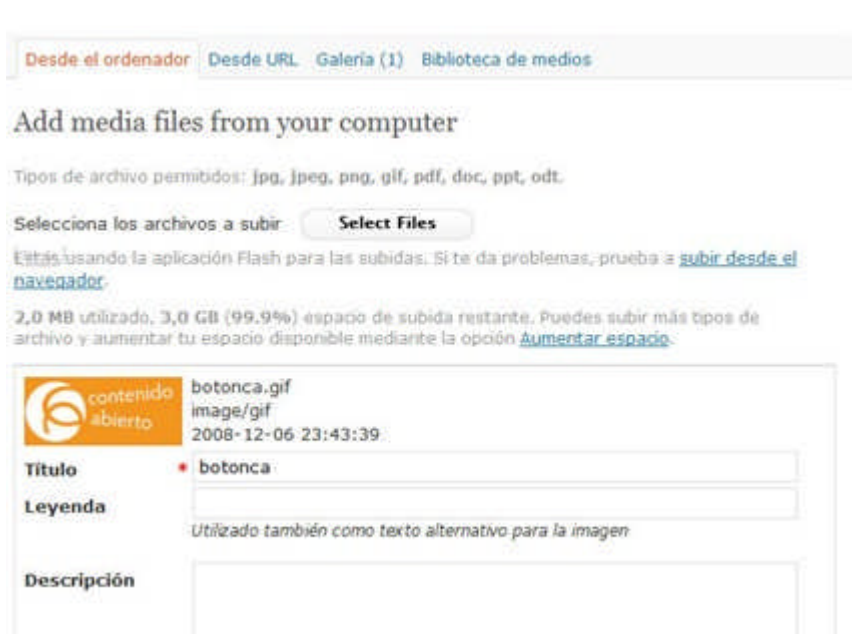 Desde el ordenador Desde URL Galería (1) Biblioteca de medios
Add media files from your computer
Tipos de archivo permitidos: jpg, jpeg, png, gif, pdf, doc, ppt, odt.
Selecciona los archivos a subir Select Files
Estás usando la aplicación Flash para las subidas. Si te da problemas, prueba a subir desde el
navegador.
2,0 MB utilizado, 3,0 GB (99.9%) espacio de subida restante. Puedes subir más tipos de
archivo y aumentar tu espacio disponible mediante la opción Aumentar espacio.
contenido
abierto
botonca.gif
image/gif
2008-12-06 23:43:39
Título * botonca
Leyenda
Utilizado también como texto alternativo para la imagen
Descripción